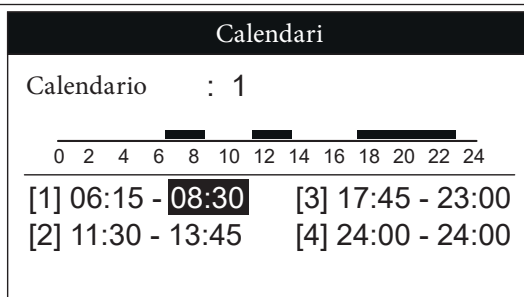 Calendari
Calendario : 1
0 2 4 6 8 10 12 14 16 18 20 22 24
[1] 06:15 - 08:30 [3] 17:45 - 23:00
[2] 11:30 - 13:45 [4] 24:00 - 24:00